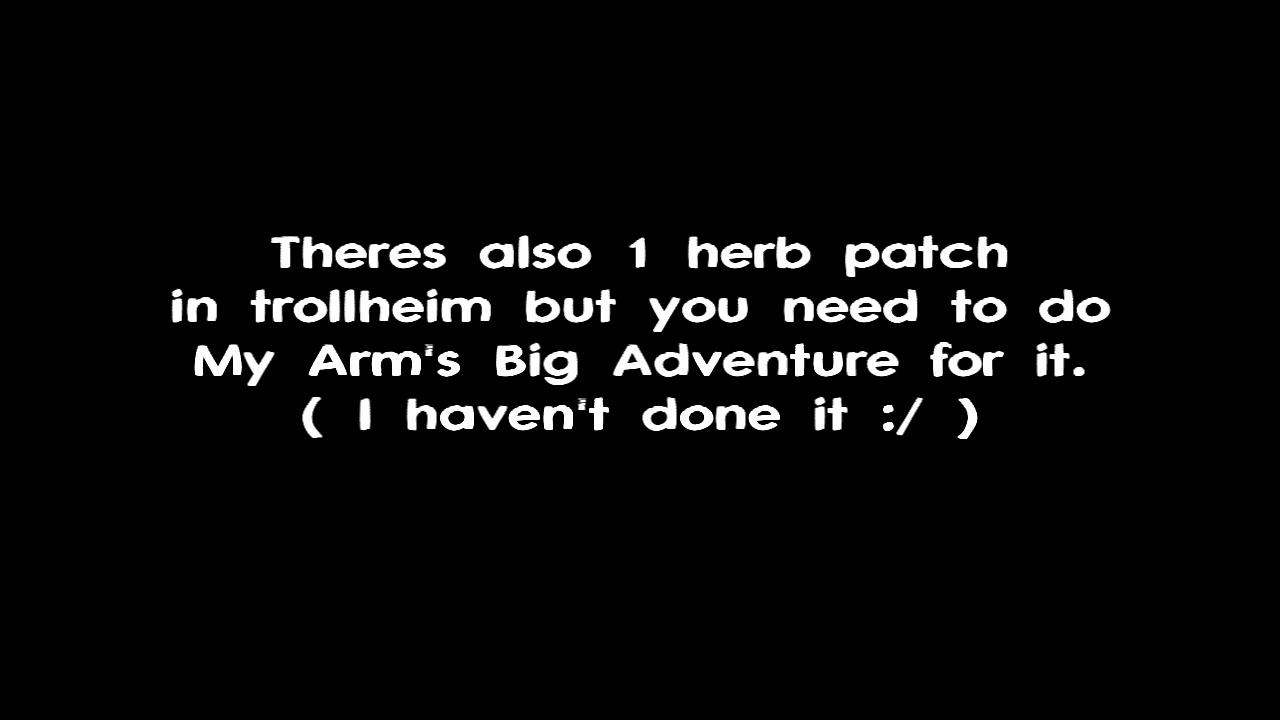 Theres also 1 herb patch
in trollheim but you need to do
My Arm's Big Adventure for it.
( I haven't done it :/ )